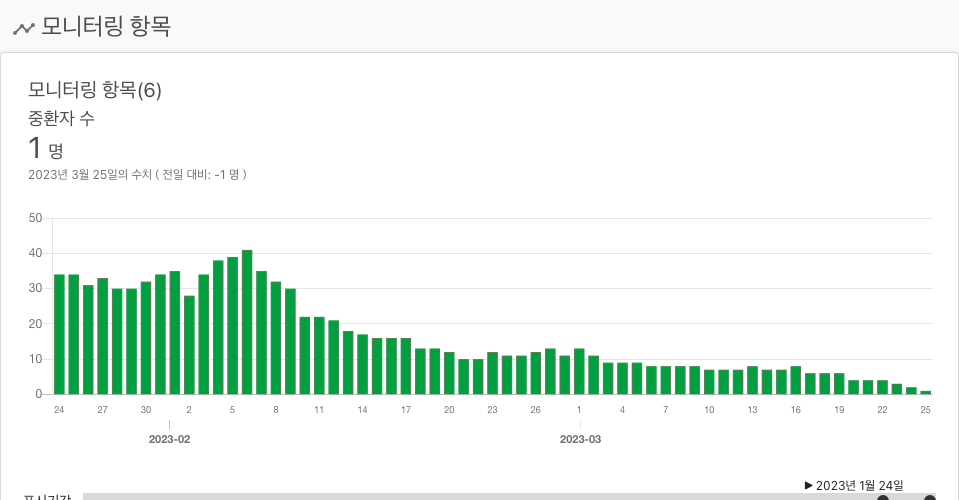 모니터링 항목
모니터링 항목(6)
중환자 수
1 명
2023년 3월 25일의 수치 ( 전일 대비: -1 명 )
50
40
30
20
10
0
24 27 30 2 5 8 11 14 17 20 23 26 1 4 7 10 13 16 19 22 25
2023-02 2023-03
▶ 2023년 1월 24일
표시기간